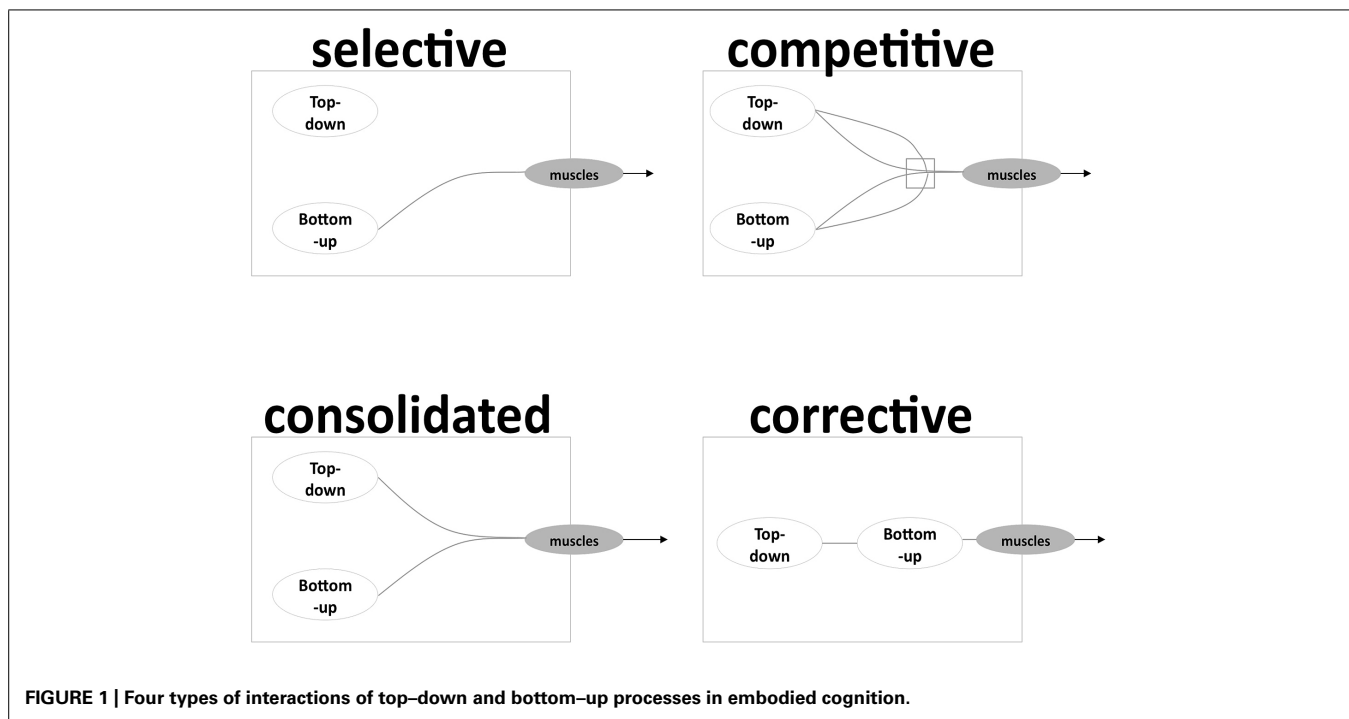 selective
Top-
down
muscles
Bottom
-up
competitive
Top-
down
muscles
Bottom
-up
consolidated
Top-
down
muscles
Bottom
-up
corrective
Top-
down
Bottom
-up
muscles
FIGURE 1 | Four types of interactions of top–down and bottom–up processes in embodied cognition.